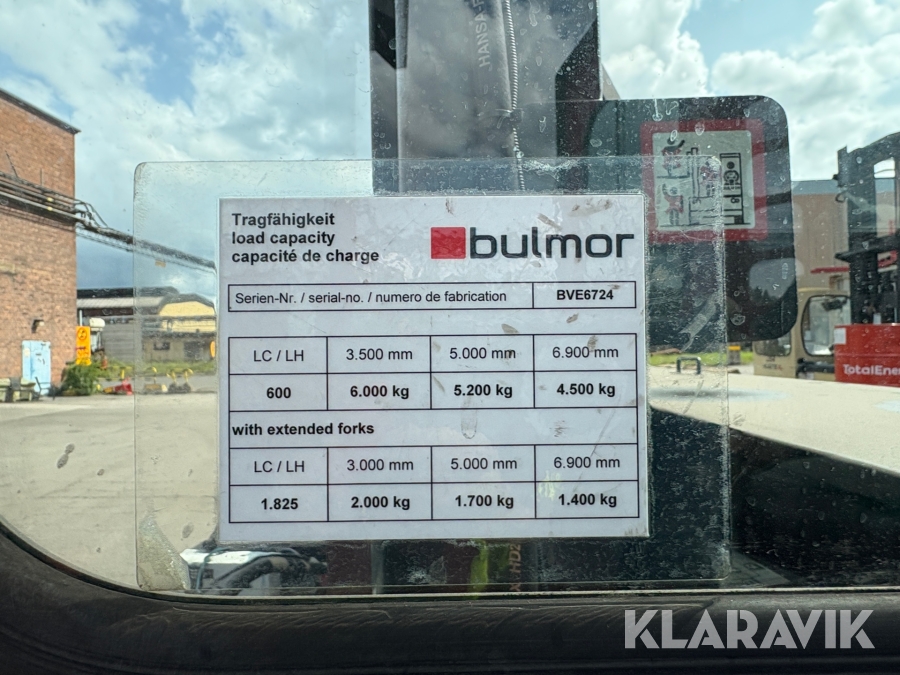 HANSA-F
Tragfähigkeit
load capacity
capacité de charge
bulmor
Serien-Nr. / serial-no. / numero de fabrication BVE6724
LC / LH 3.500 mm 5.000 mm 6.900 mm
600 6.000 kg 5.200 kg 4.500 kg
with extended forks
LC / LH 3.000 mm 5.000 mm 6.900 mm
1.825 2.000 kg 1.700 kg 1.400 kg
TotalEner
KLARAVIK